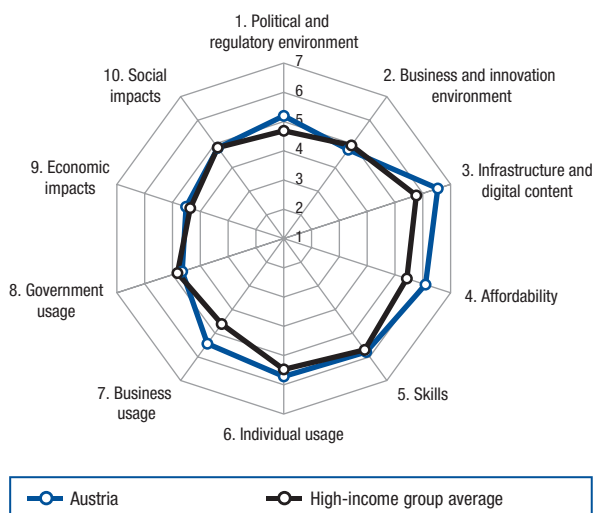 1. Political and
regulatory environment
2. Business and innovation
environment
3. Infrastructure and
digital content
4. Affordability
5. Skills
6. Individual usage
7. Business
usage
8. Government
usage
9. Economic
impacts
10. Social
impacts
7
6
5
4
3
2
1
Austria
High-income group average